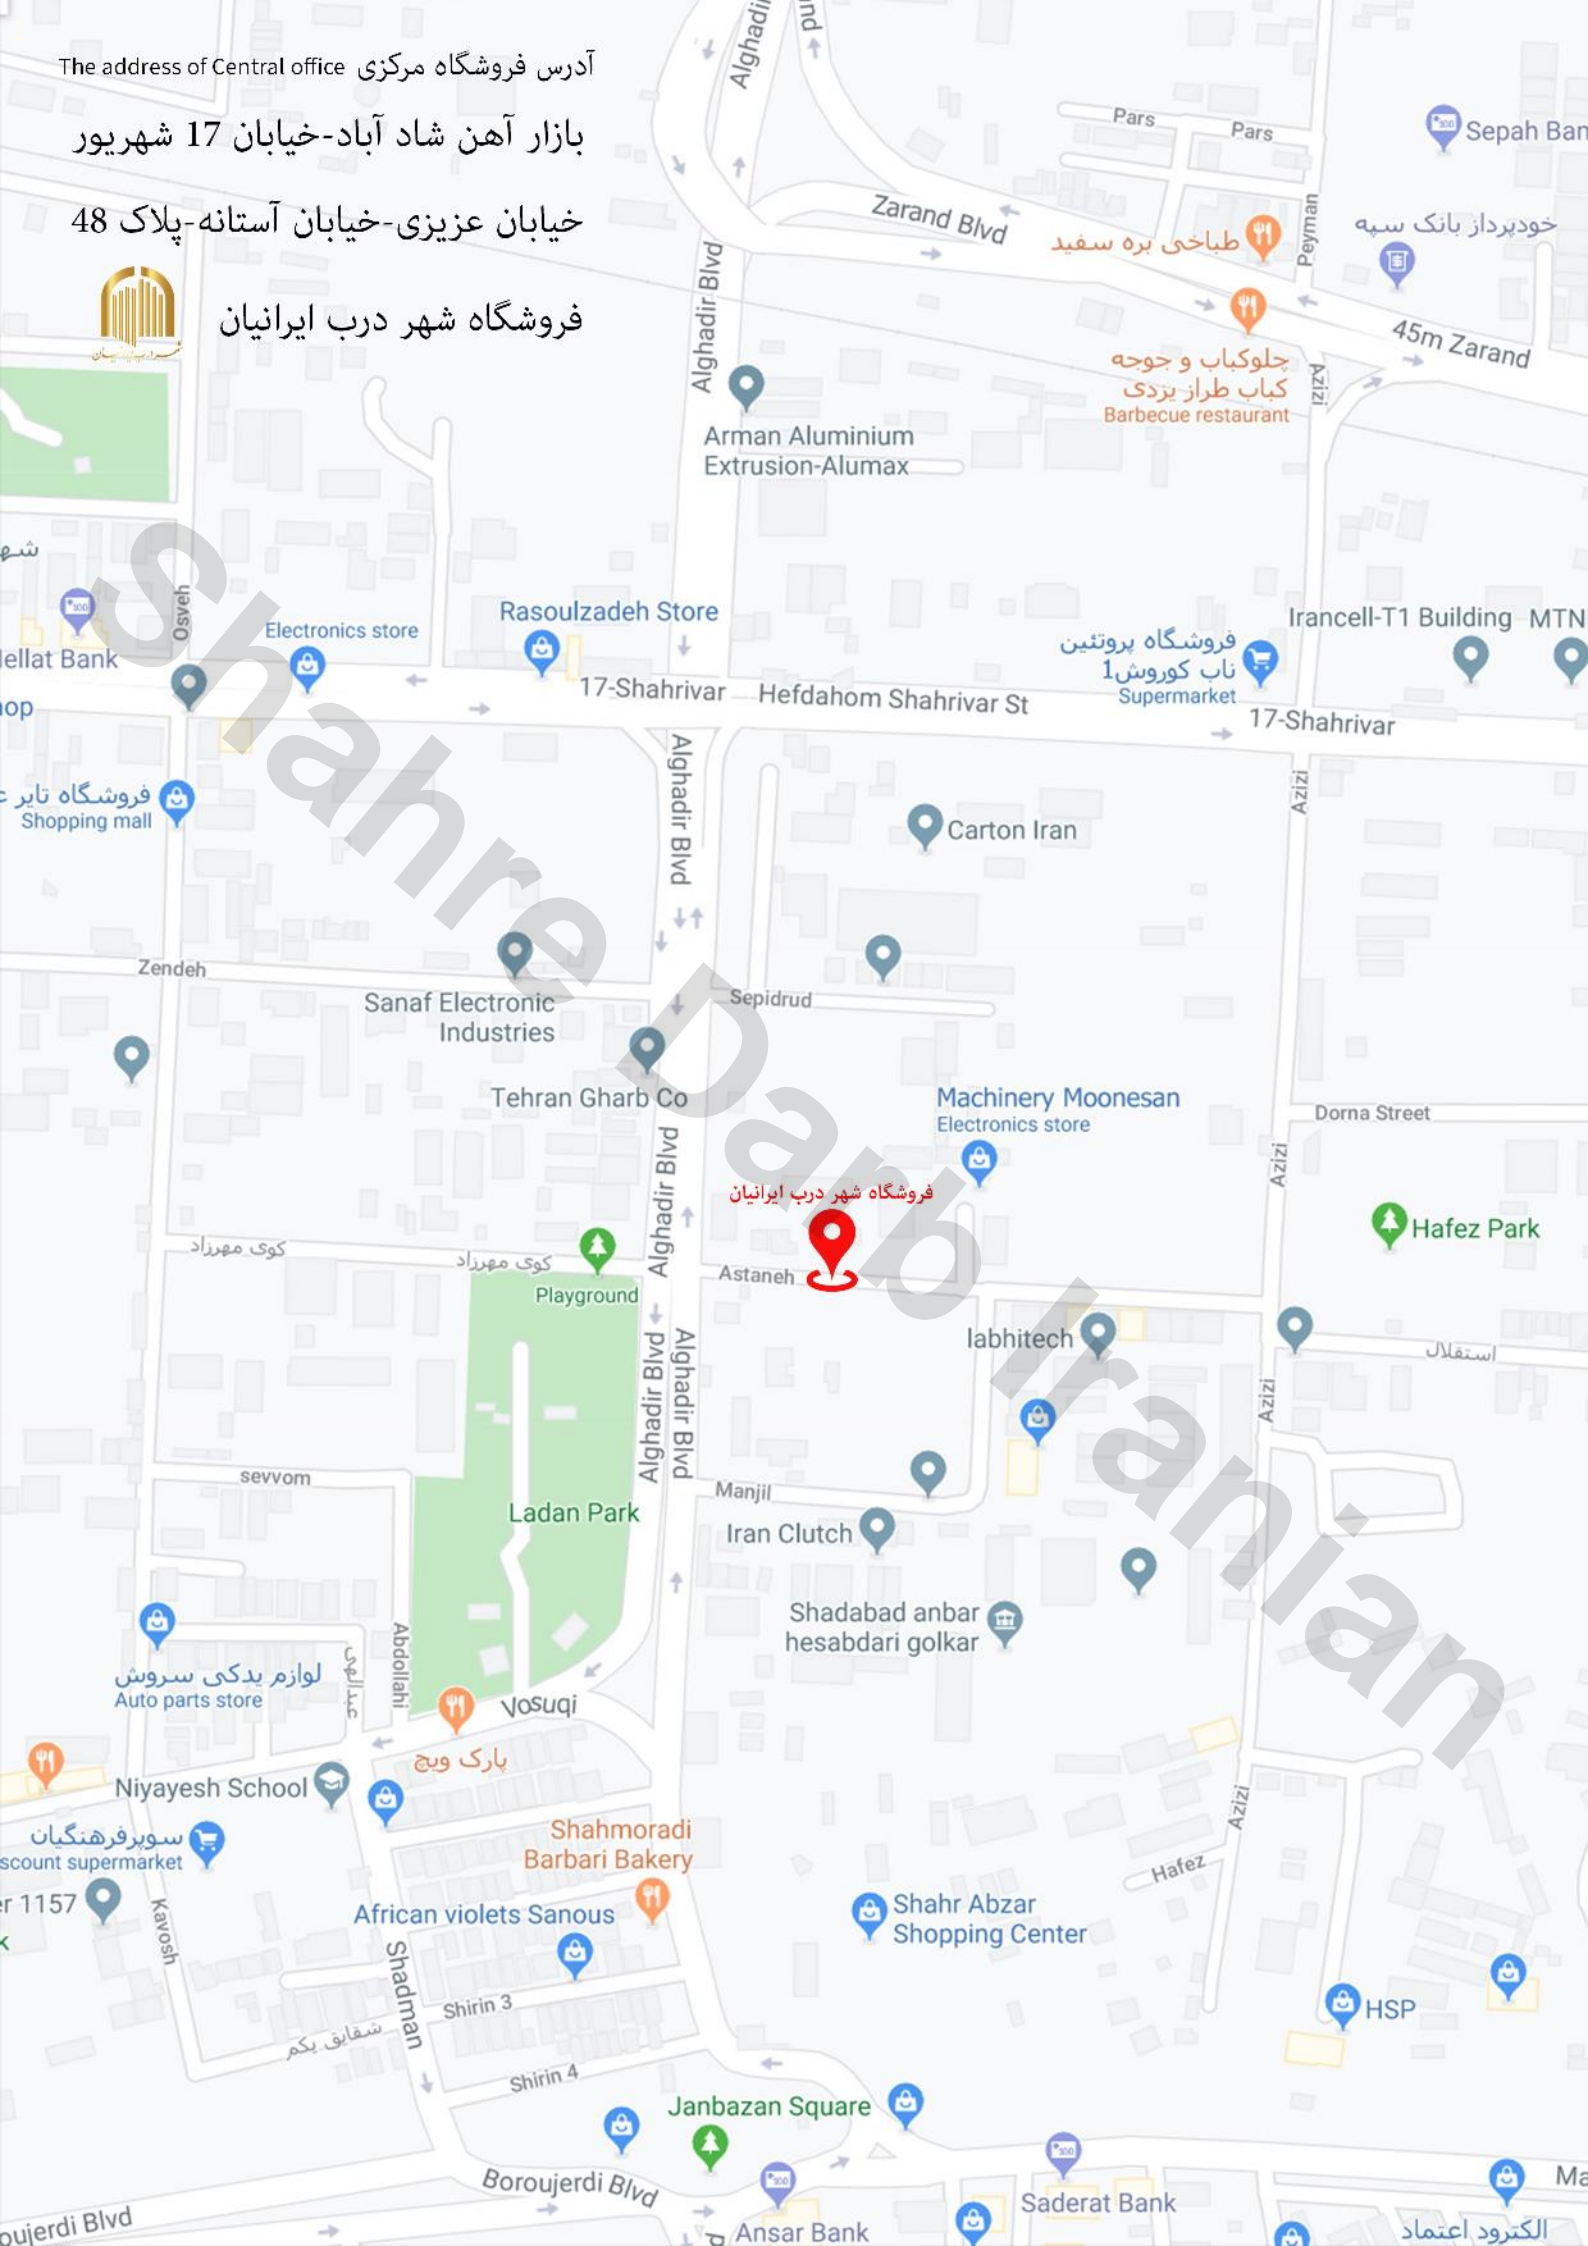 آدرس فروشگاه مرکزی The address of Central office
بازار آهن شاد آباد-خیابان 17 شهریور
خیابان عزیزی-خیابان آستانه-پلاک 48
فروشگاه شهر درب ایرانیان
Alghadir
Pars
Pars
Sepah Ban
Zarand Blvd
طباخی بره سفید
Peyman
خودپرداز بانک سپه
Alghadir Blvd
45m Zarand
چلوکباب و جوجه
کباب طراز یزدی
Barbecue restaurant
Azizi
Arman Aluminium
Extrusion-Alumax
Osveh
Electronics store
Rasoulzadeh Store
فروشگاه پروتئین
ناب کوروش1
Supermarket
Irancell-T1 Building
MTN
ellat Bank
17-Shahrivar
Hefdahom Shahrivar St
17-Shahrivar
op
Alghadir Blvd
Azizi
فروشگاه تایر
Shopping mall
Carton Iran
Zendeh
Sanaf Electronic
Industries
Sepidrud
Tehran Gharb Co
Machinery Moonesan
Electronics store
Dorna Street
Alghadir Blvd
Azizi
فروشگاه شهر درب ایرانیان
Hafez Park
کوی مهرزاد
کوی مهرزاد
Astaneh
Playground
labhitech
استقلال
Alghadir Blvd
Alghadir Blvd
Azizi
sevvom
Manjil
Ladan Park
Iran Clutch
Shadabad anbar
hesabdari golkar
Abdollahi
عبدالهی
لوازم یدکی سروش
Auto parts store
Vosuqi
پارک ویچ
Niyayesh School
Azizi
سوپرفرهنگیان
scount supermarket
Shahmoradi
Barbari Bakery
Hafez
er 1157
Kavosh
African violets Sanous
Shahr Abzar
Shopping Center
Shadman
Shirin 3
HSP
شقایق یکم
Shirin 4
Janbazan Square
Boroujerdi Blvd
Saderat Bank
Ma
oujerdi Blvd
Ansar Bank
الکترود اعتماد
Shahre Darb Iranian